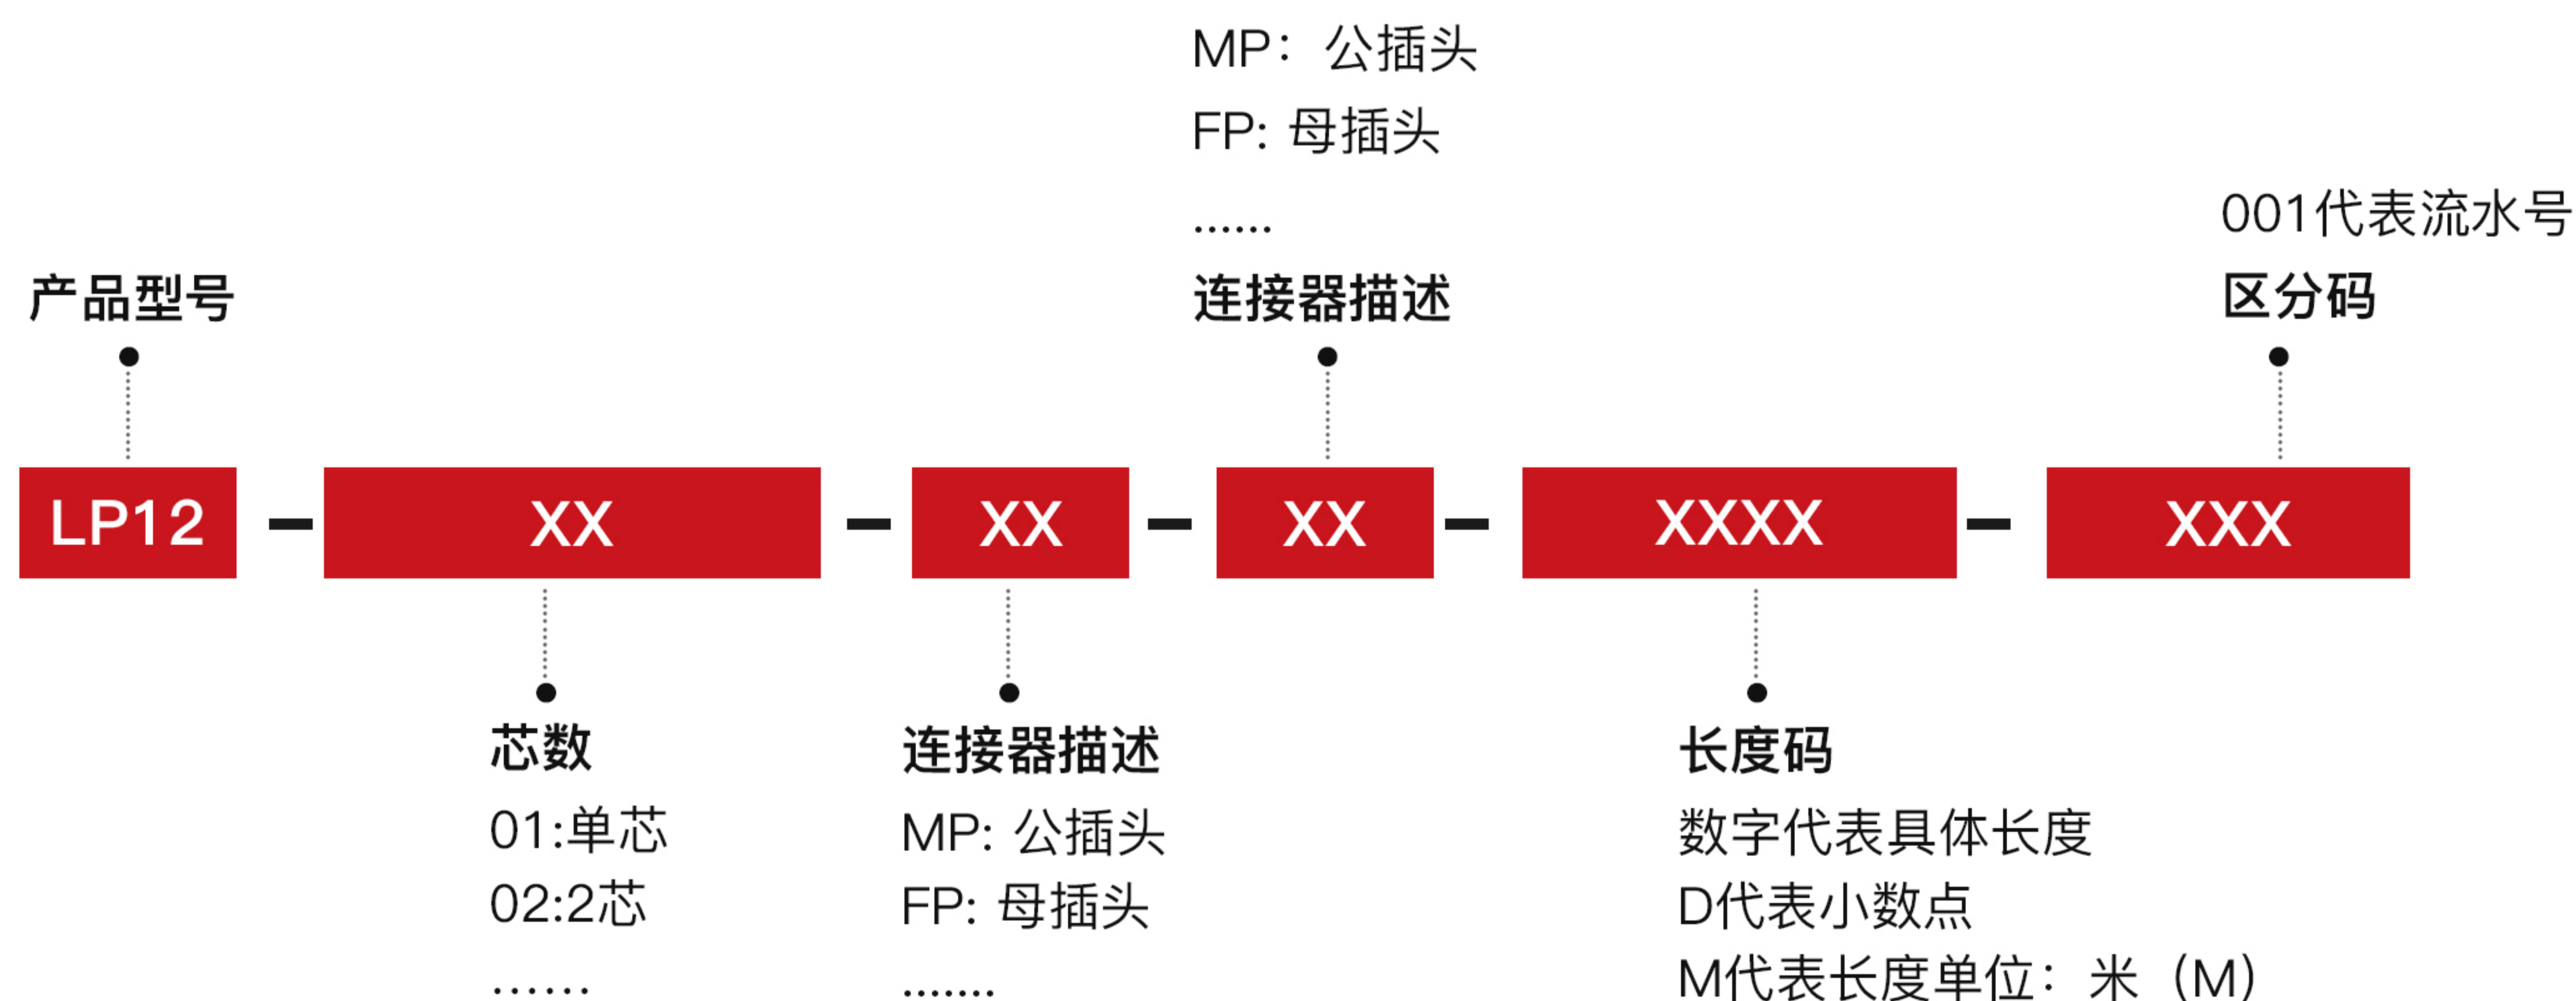 MP：公插头
FP: 母插头
......
连接器描述
001代表流水号
区分码
产品型号
LP12 — XX — XX — XX — XXXX — XXX
芯数
01:单芯
02:2芯
......
连接器描述
MP: 公插头
FP: 母插头
.......
长度码
数字代表具体长度
D代表小数点
M代表长度单位：米（M）